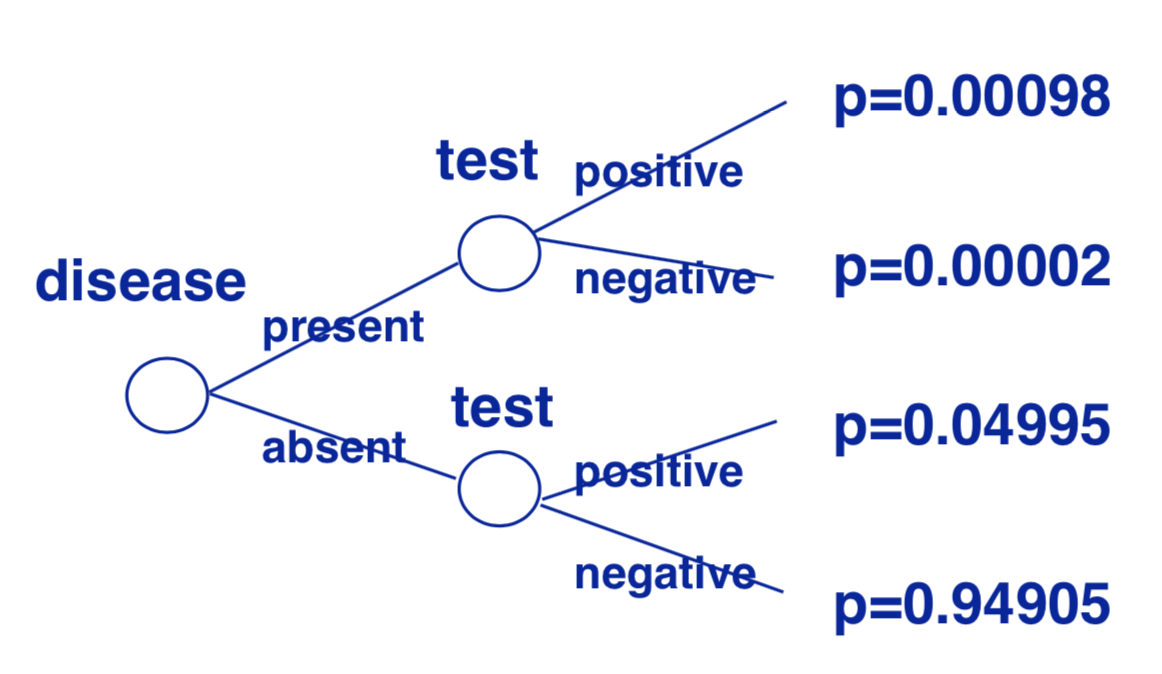 p=0.00098
test
positive
p=0.00002
negative
disease
present
test
p=0.04995
absent
positive
negative
p=0.94905